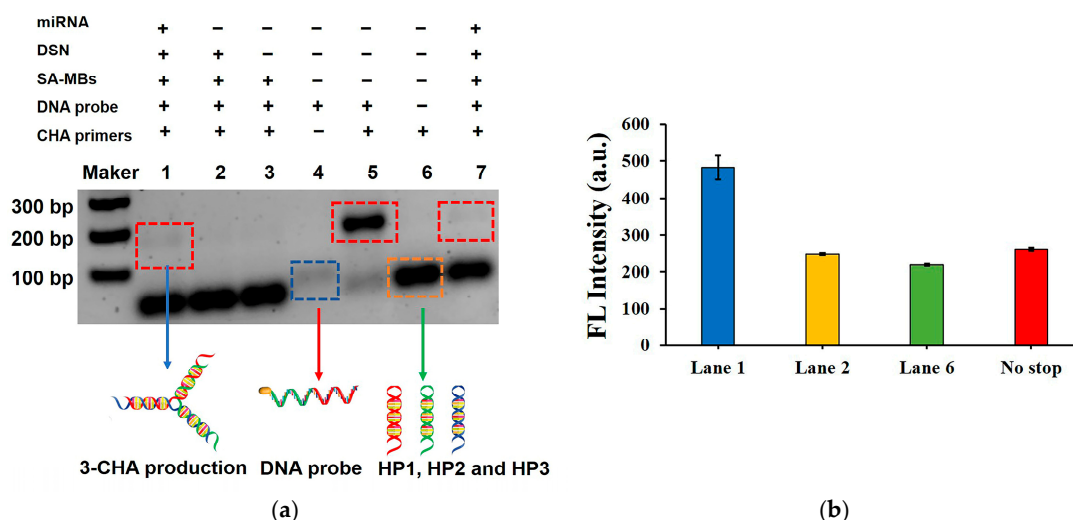 miRNA + − − − − − +
DSN + + − − − − +
SA-MBs + + + − − − +
DNA probe + + + + + − +
CHA primers + + + − + + +
Maker 1 2 3 4 5 6 7
300 bp
200 bp
100 bp
3-CHA production DNA probe HP1, HP2 and HP3
(a)
FL Intensity (a.u.)
600
500
400
300
200
100
0
Lane 1 Lane 2 Lane 6 No stop
(b)